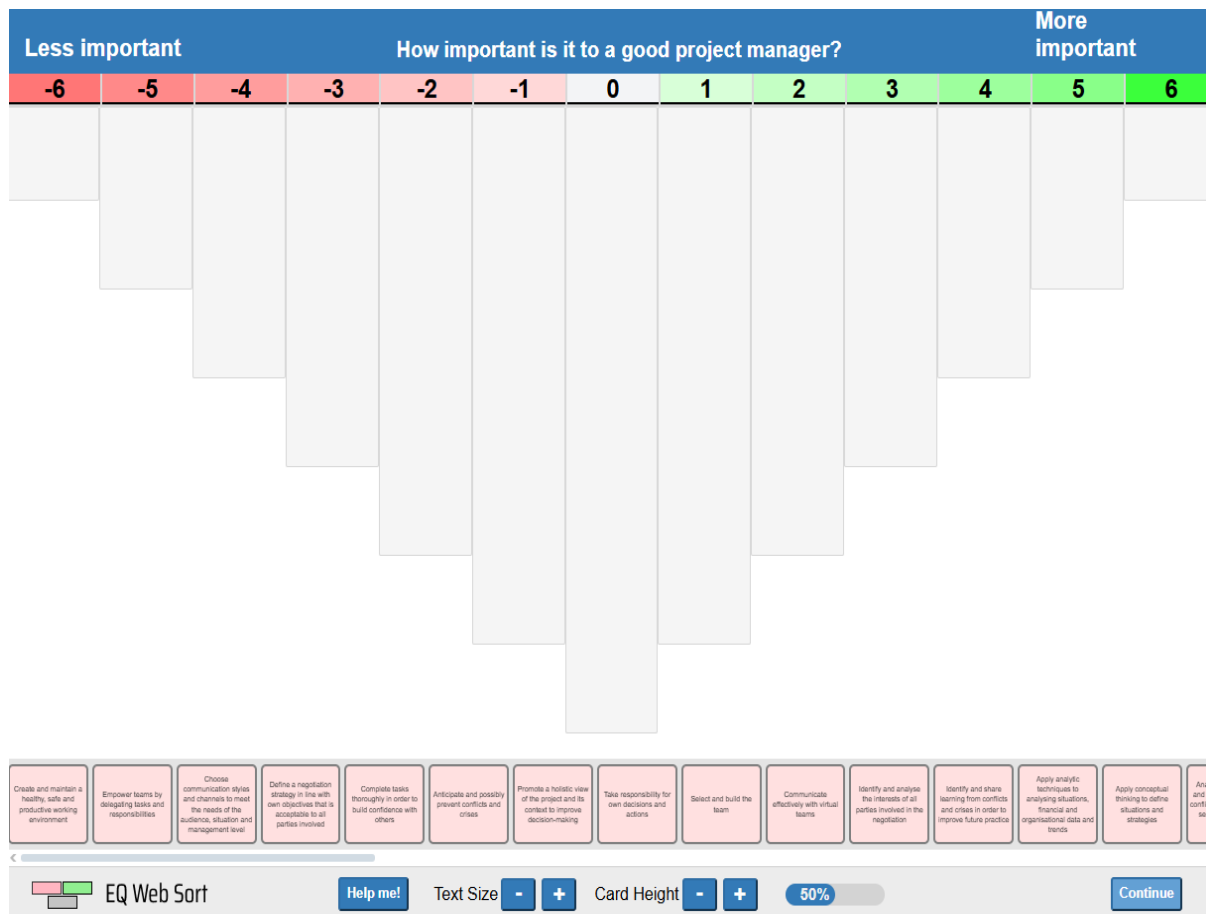 Less important
How important is it to a good project manager?
More
important
-6 -5 -4 -3 -2 -1 0 1 2 3 4 5 6
Create and maintain a
healthy, safe and
productive working
environment
Empower teams by
delegating tasks and
responsibilities
Choose
communication styles
and channels to meet
the needs of the
audience, situation and
management level
Define a negotiation
strategy in line with
own objectives that is
acceptable to all
parties involved
Complete tasks
thoroughly in order to
build confidence with
others
Anticipate and possibly
prevent conflicts and
crises
Promote a holistic view
of the project and its
context to improve
decision-making
Take responsibility for
own decisions and
actions
Select and build the
team
Communicate
effectively with virtual
teams
Identify and analyse
the interests of all
parties involved in the
negotiation
Identify and share
learning from conflicts
and crises in order to
improve future practice
Apply analytic
techniques to
analysing situations,
financial and
organisational data and
trends
Apply conceptual
thinking to define
situations and
strategies
and
EQ Web Sort
Help me!
Text Size - +
Card Height - +
50%
Continue